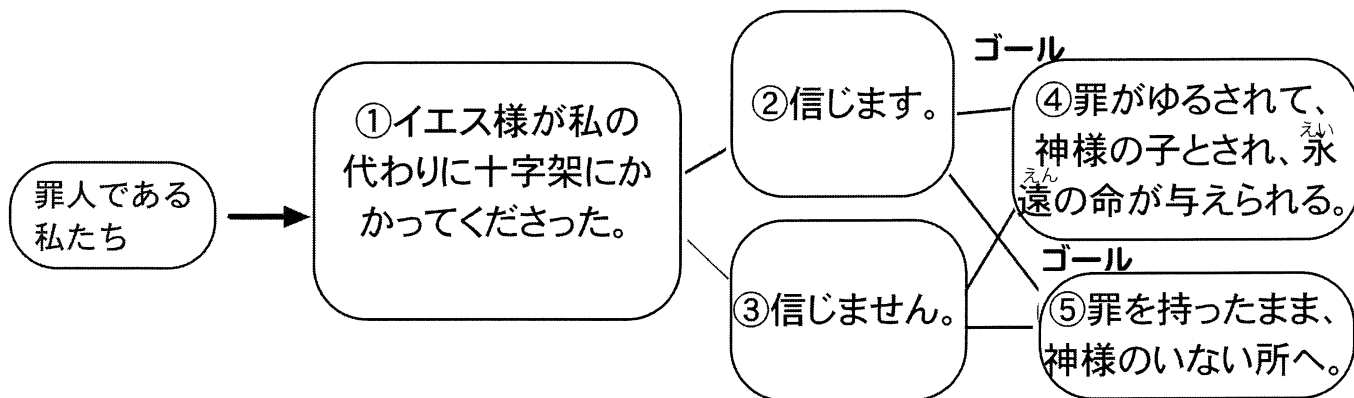 罪人である
私たち
①イエス様が私の
代わりに十字架にか
かってくださった。
②信じます。
③信じません。
ゴール
④罪がゆるされて、
神様の子とされ、永
えい
遠の命が与えられる。
えん
ゴール
⑤罪を持ったまま、
神様のいない所へ。